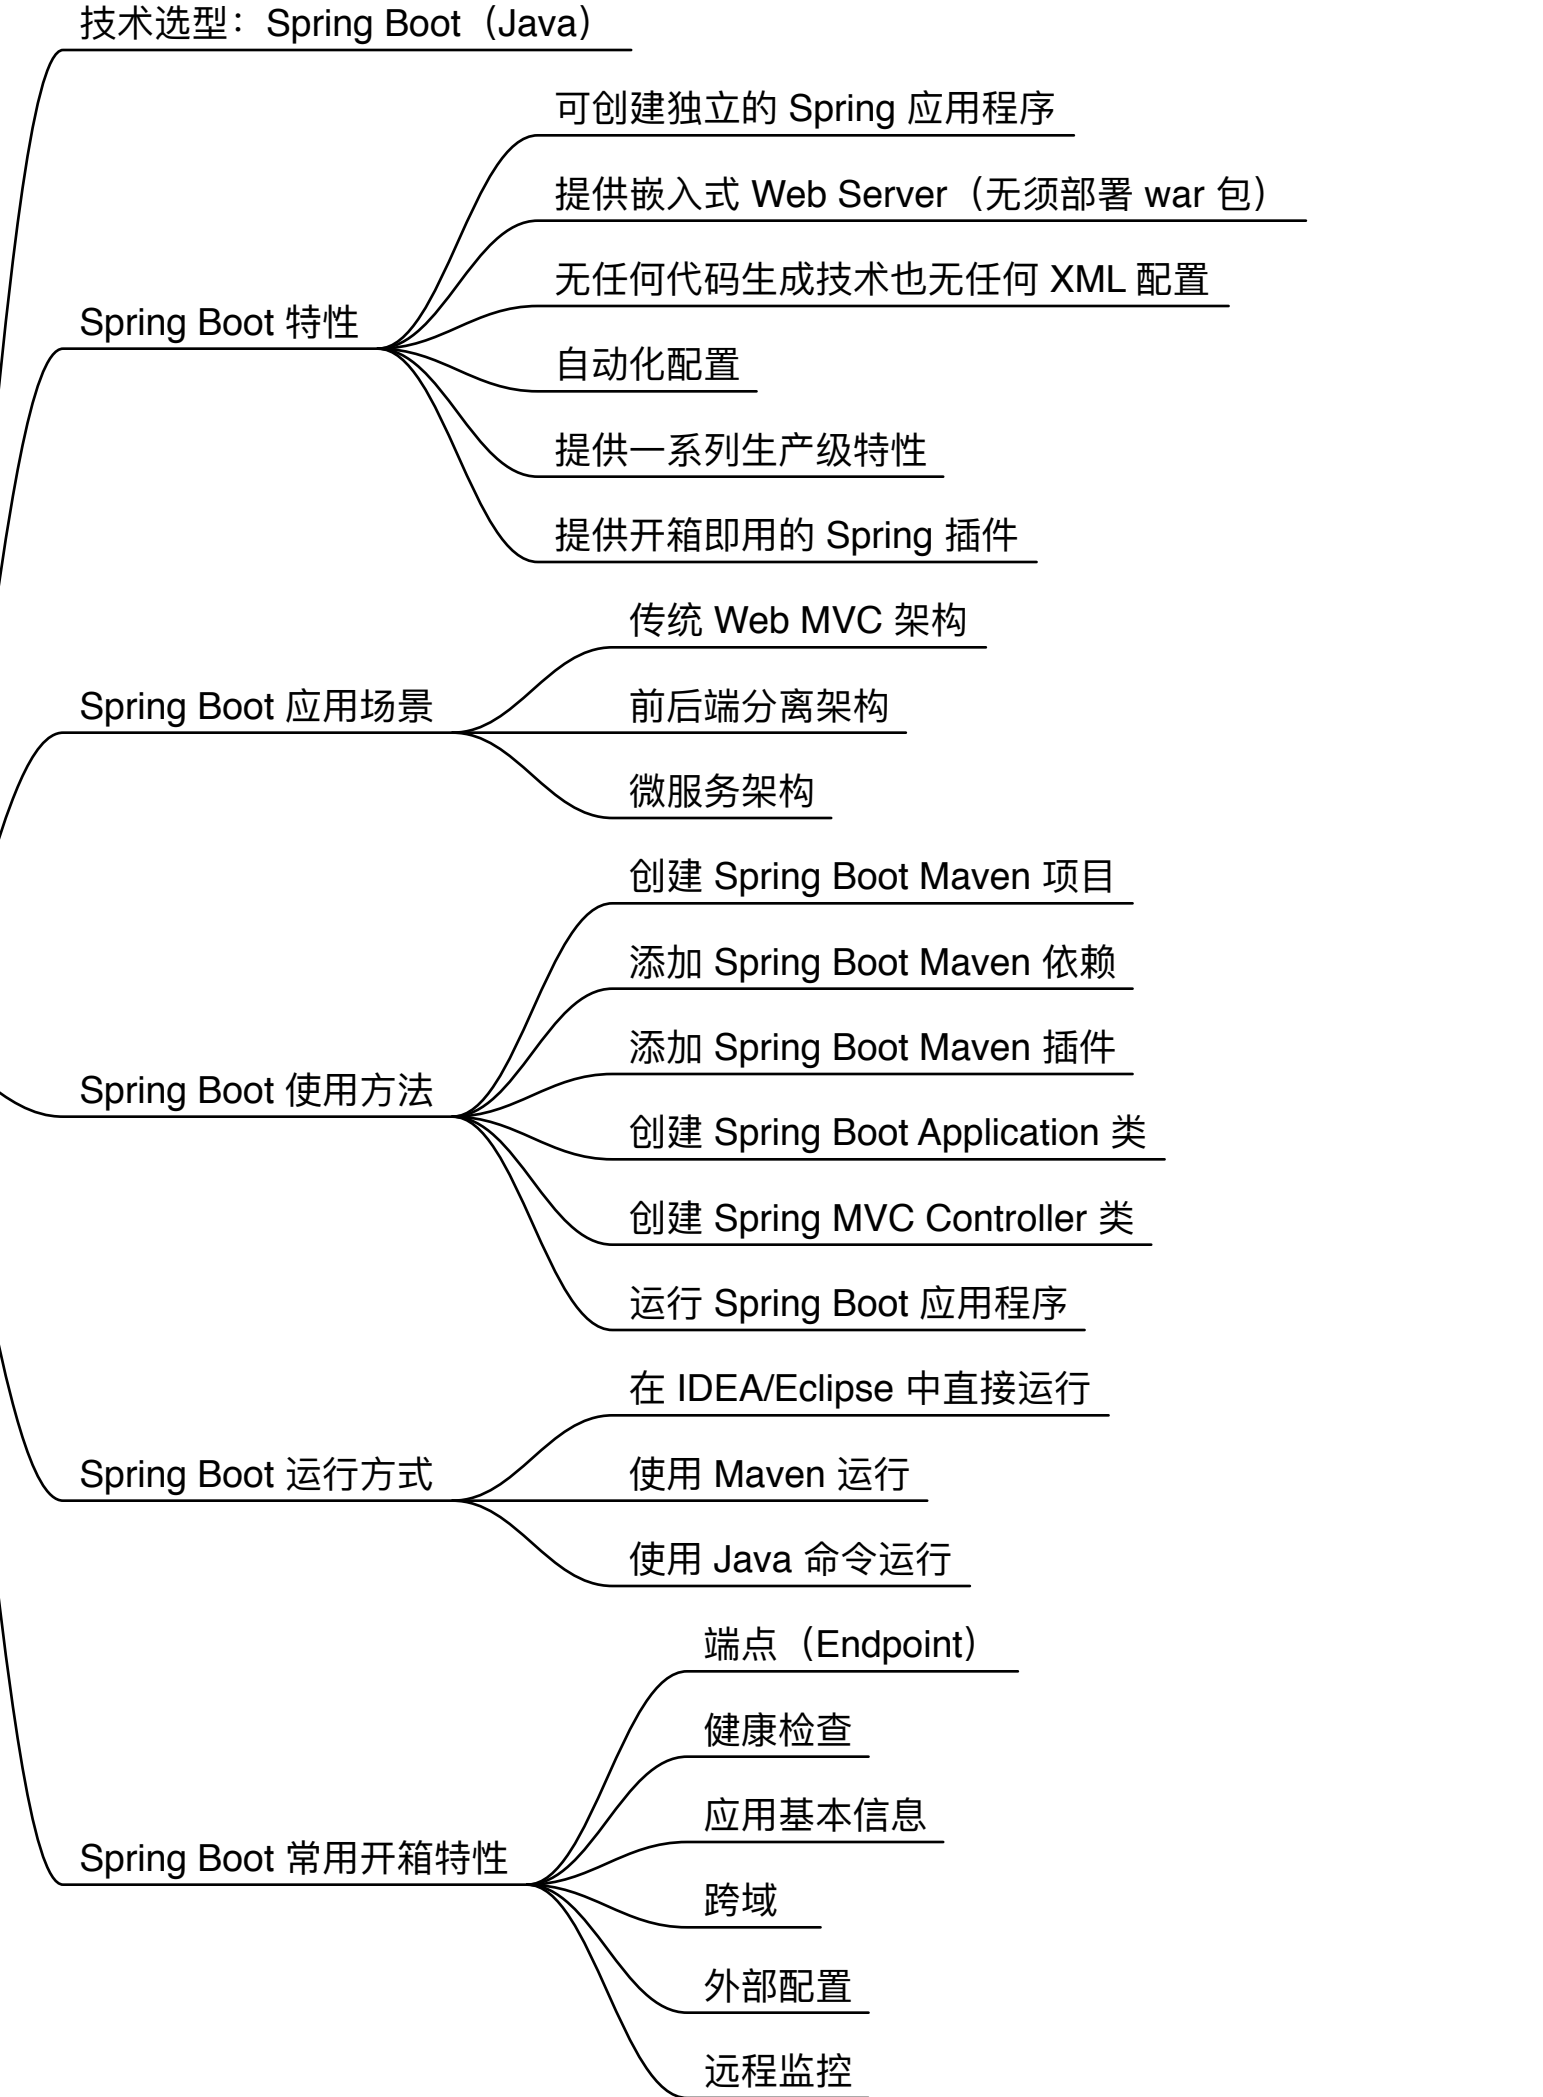 技术选型：Spring Boot（Java）
可创建独立的 Spring 应用程序
提供嵌入式 Web Server（无须部署 war 包）
无任何代码生成技术也无任何 XML 配置
Spring Boot 特性
自动化配置
提供一系列生产级特性
提供开箱即用的 Spring 插件
传统 Web MVC 架构
Spring Boot 应用场景
前后端分离架构
微服务架构
创建 Spring Boot Maven 项目
添加 Spring Boot Maven 依赖
添加 Spring Boot Maven 插件
Spring Boot 使用方法
创建 Spring Boot Application 类
创建 Spring MVC Controller 类
运行 Spring Boot 应用程序
在 IDEA/Eclipse 中直接运行
Spring Boot 运行方式
使用 Maven 运行
使用 Java 命令运行
端点（Endpoint）
健康检查
应用基本信息
Spring Boot 常用开箱特性
跨域
外部配置
远程监控